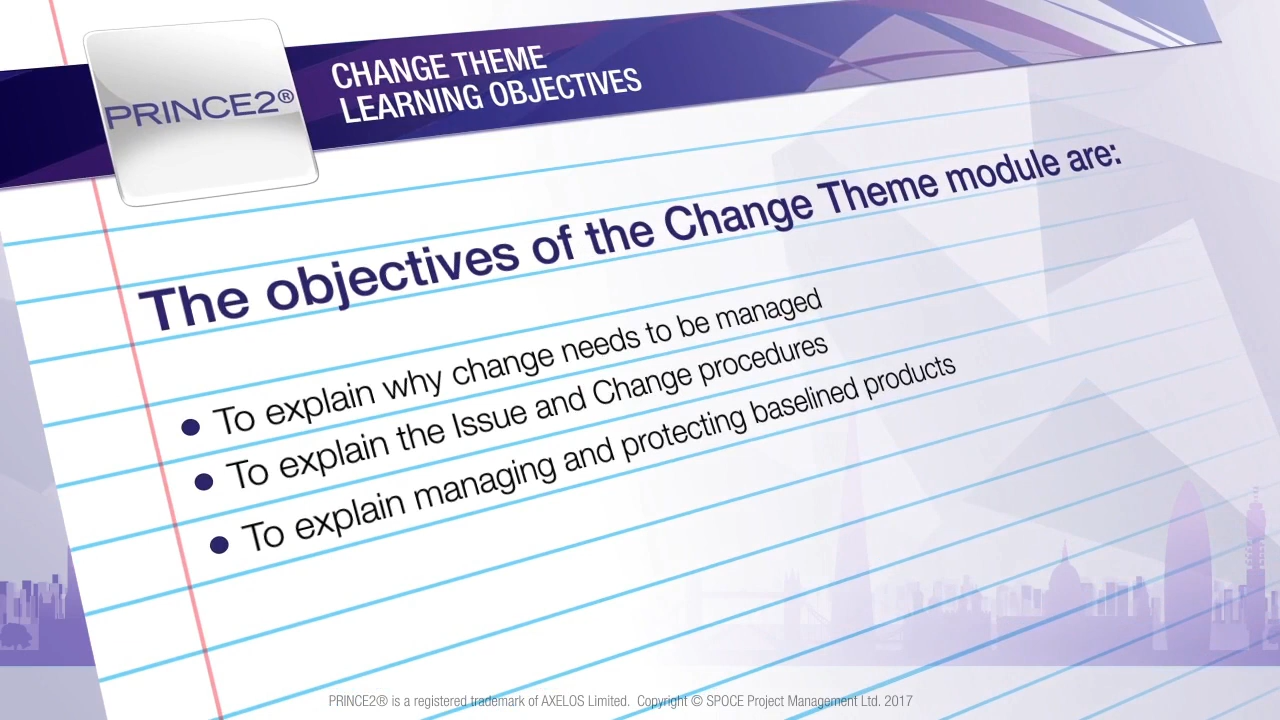 PRINCE2®
CHANGE THEME
LEARNING OBJECTIVES
The objectives of the Change Theme module are:
• To explain why change needs to be managed
• To explain the Issue and Change procedures
• To explain managing and protecting baselined products
PRINCE2® is a registered trademark of AXELOS Limited. Copyright © SPOCE Project Management Ltd. 2017